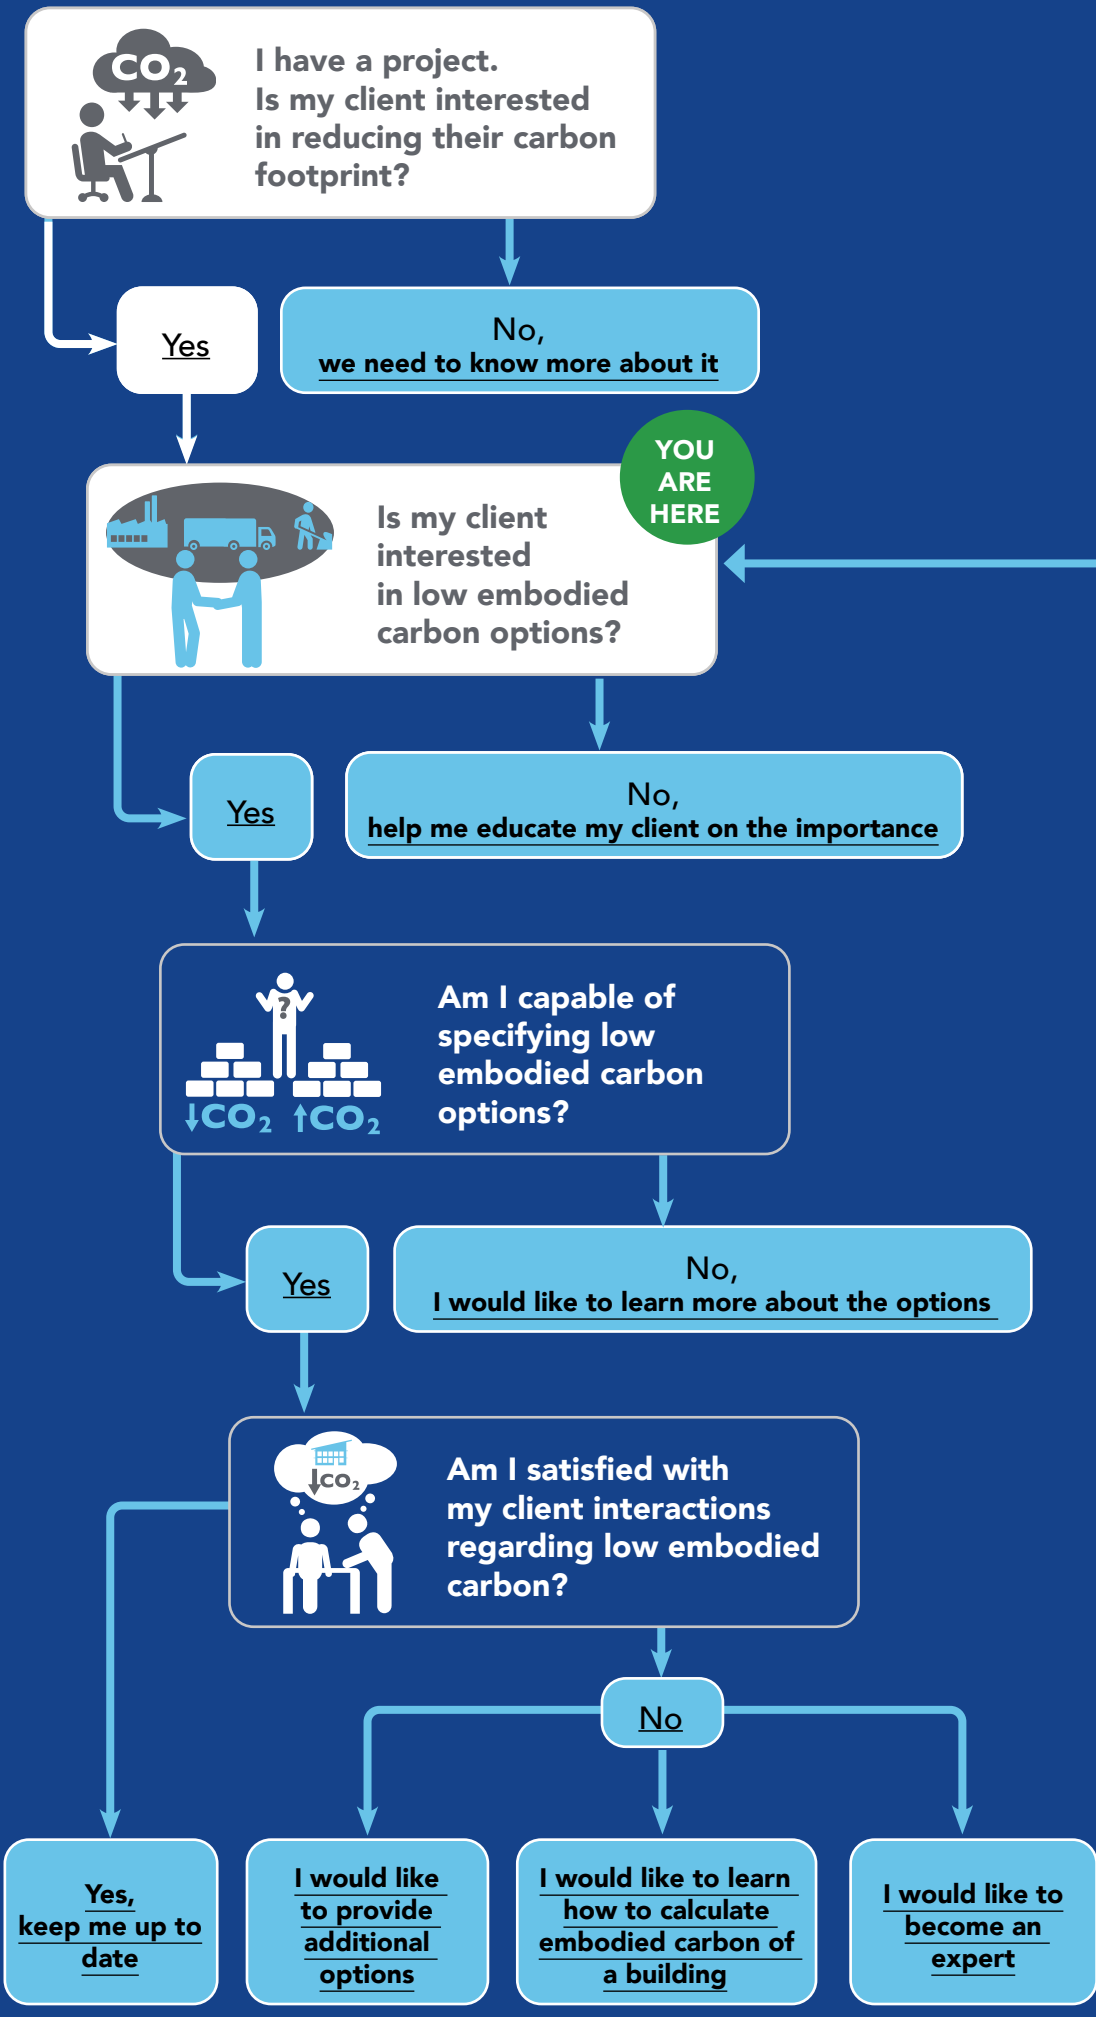 CO₂
I have a project.
Is my client interested
in reducing their carbon
footprint?
Yes
No,
we need to know more about it
YOU
ARE
HERE
Is my client
interested
in low embodied
carbon options?
Yes
No,
help me educate my client on the importance
?
↓CO₂ ↑CO₂
Am I capable of
specifying low
embodied carbon
options?
Yes
No,
I would like to learn more about the options
↓CO₂
Am I satisfied with
my client interactions
regarding low embodied
carbon?
No
Yes,
keep me up to
date
I would like
to provide
additional
options
I would like to learn
how to calculate
embodied carbon of
a building
I would like to
become an
expert